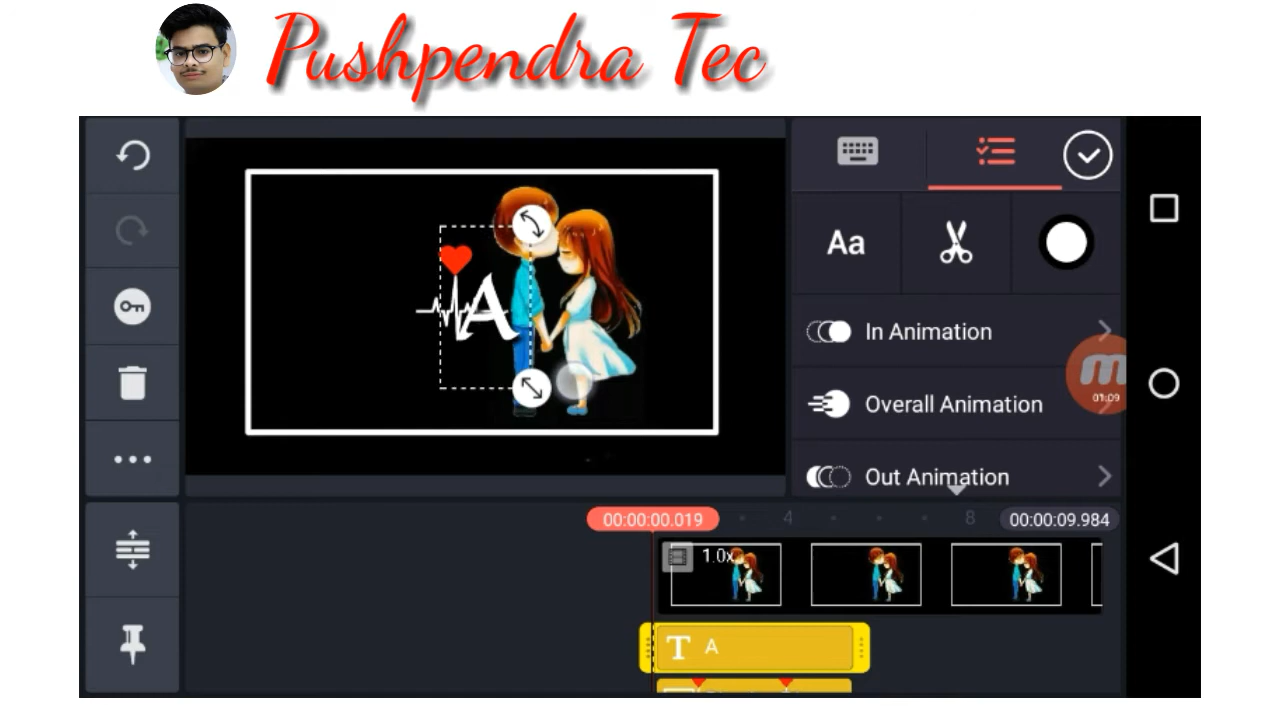 Pushpendra Tec
Aa
In Animation
A
Overall Animation
01:09
Out Animation
00:00:00.019
4
8
00:00:09.984
1.0x
T A